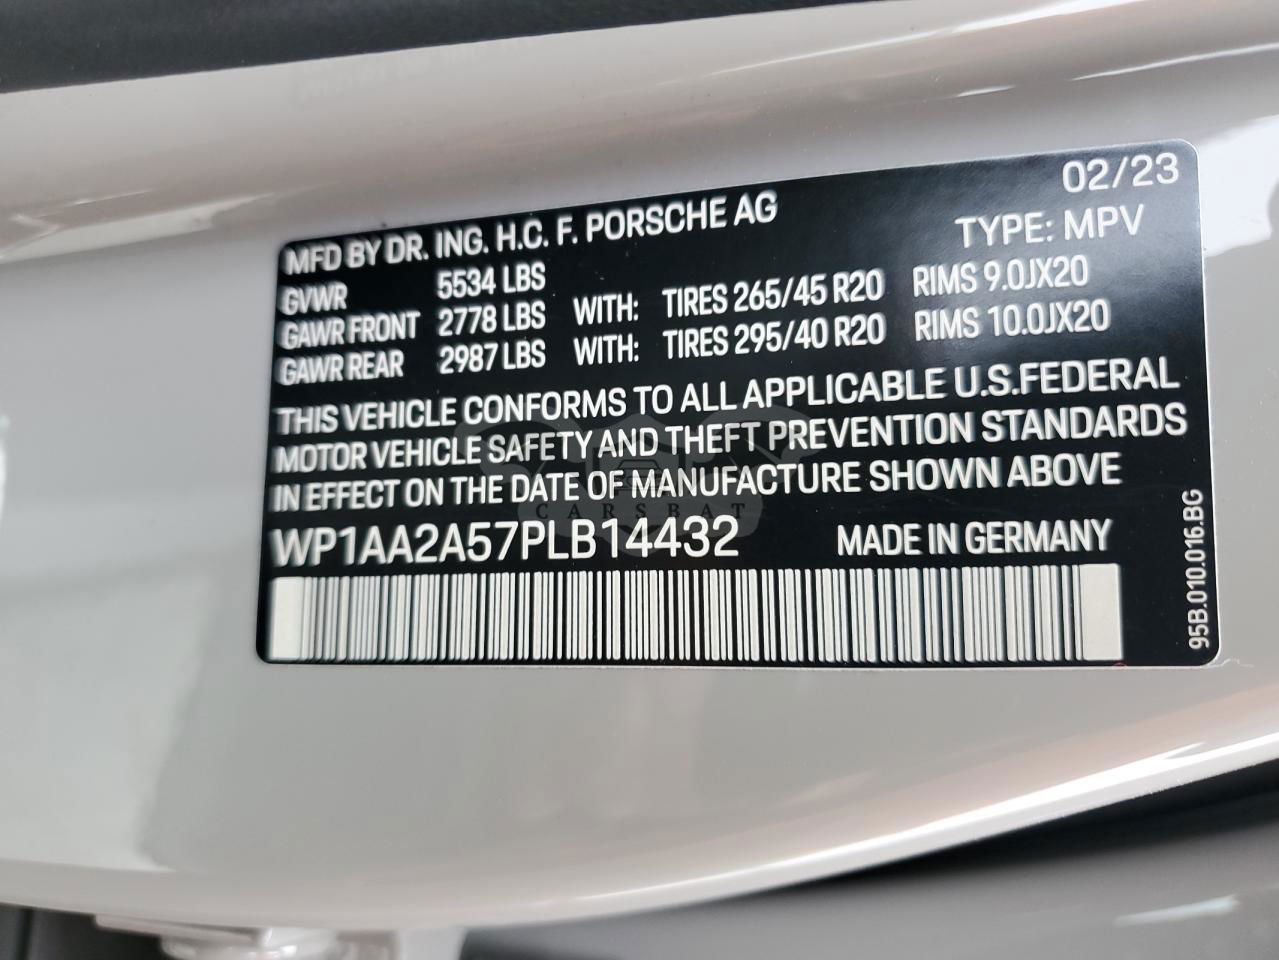 02/23
MFD BY DR. ING. H.C. F. PORSCHE AG
TYPE: MPV
GVWR 5534 LBS
GAWR FRONT 2778 LBS WITH: TIRES 265/45 R20 RIMS 9.0JX20
GAWR REAR 2987 LBS WITH: TIRES 295/40 R20 RIMS 10.0JX20
THIS VEHICLE CONFORMS TO ALL APPLICABLE U.S.FEDERAL
MOTOR VEHICLE SAFETY AND THEFT PREVENTION STANDARDS
IN EFFECT ON THE DATE OF MANUFACTURE SHOWN ABOVE
CARSBAT
WP1AA2A57PLB14432 MADE IN GERMANY
95B.010.016.BG